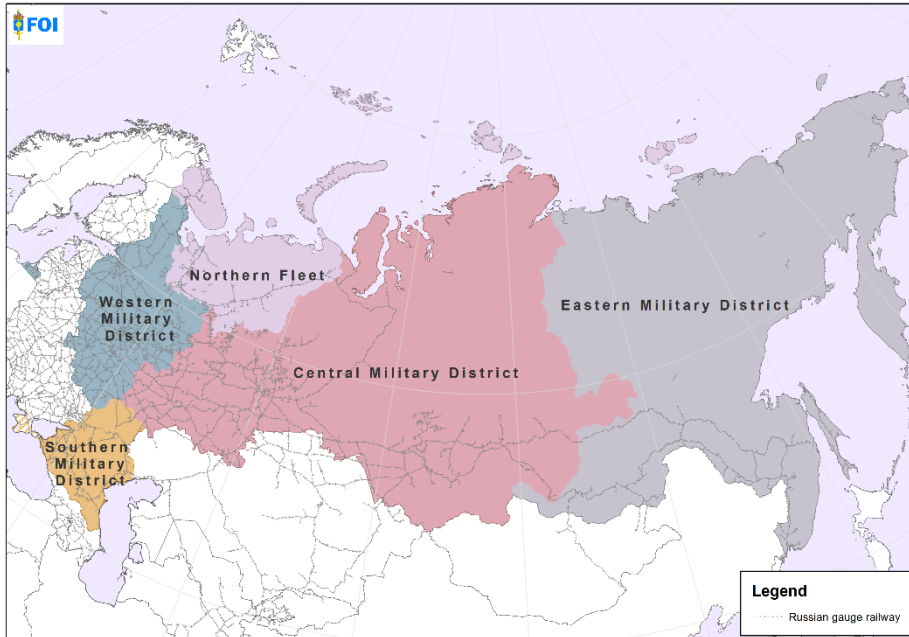 FOI
Northern Fleet
Western
Military
District
Eastern Military District
Central Military District
Southern
Military
District
Legend
Russian gauge railway